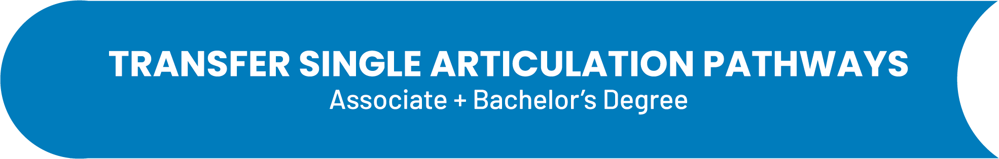 TRANSFER SINGLE ARTICULATION PATHWAYS
Associate + Bachelor’s Degree